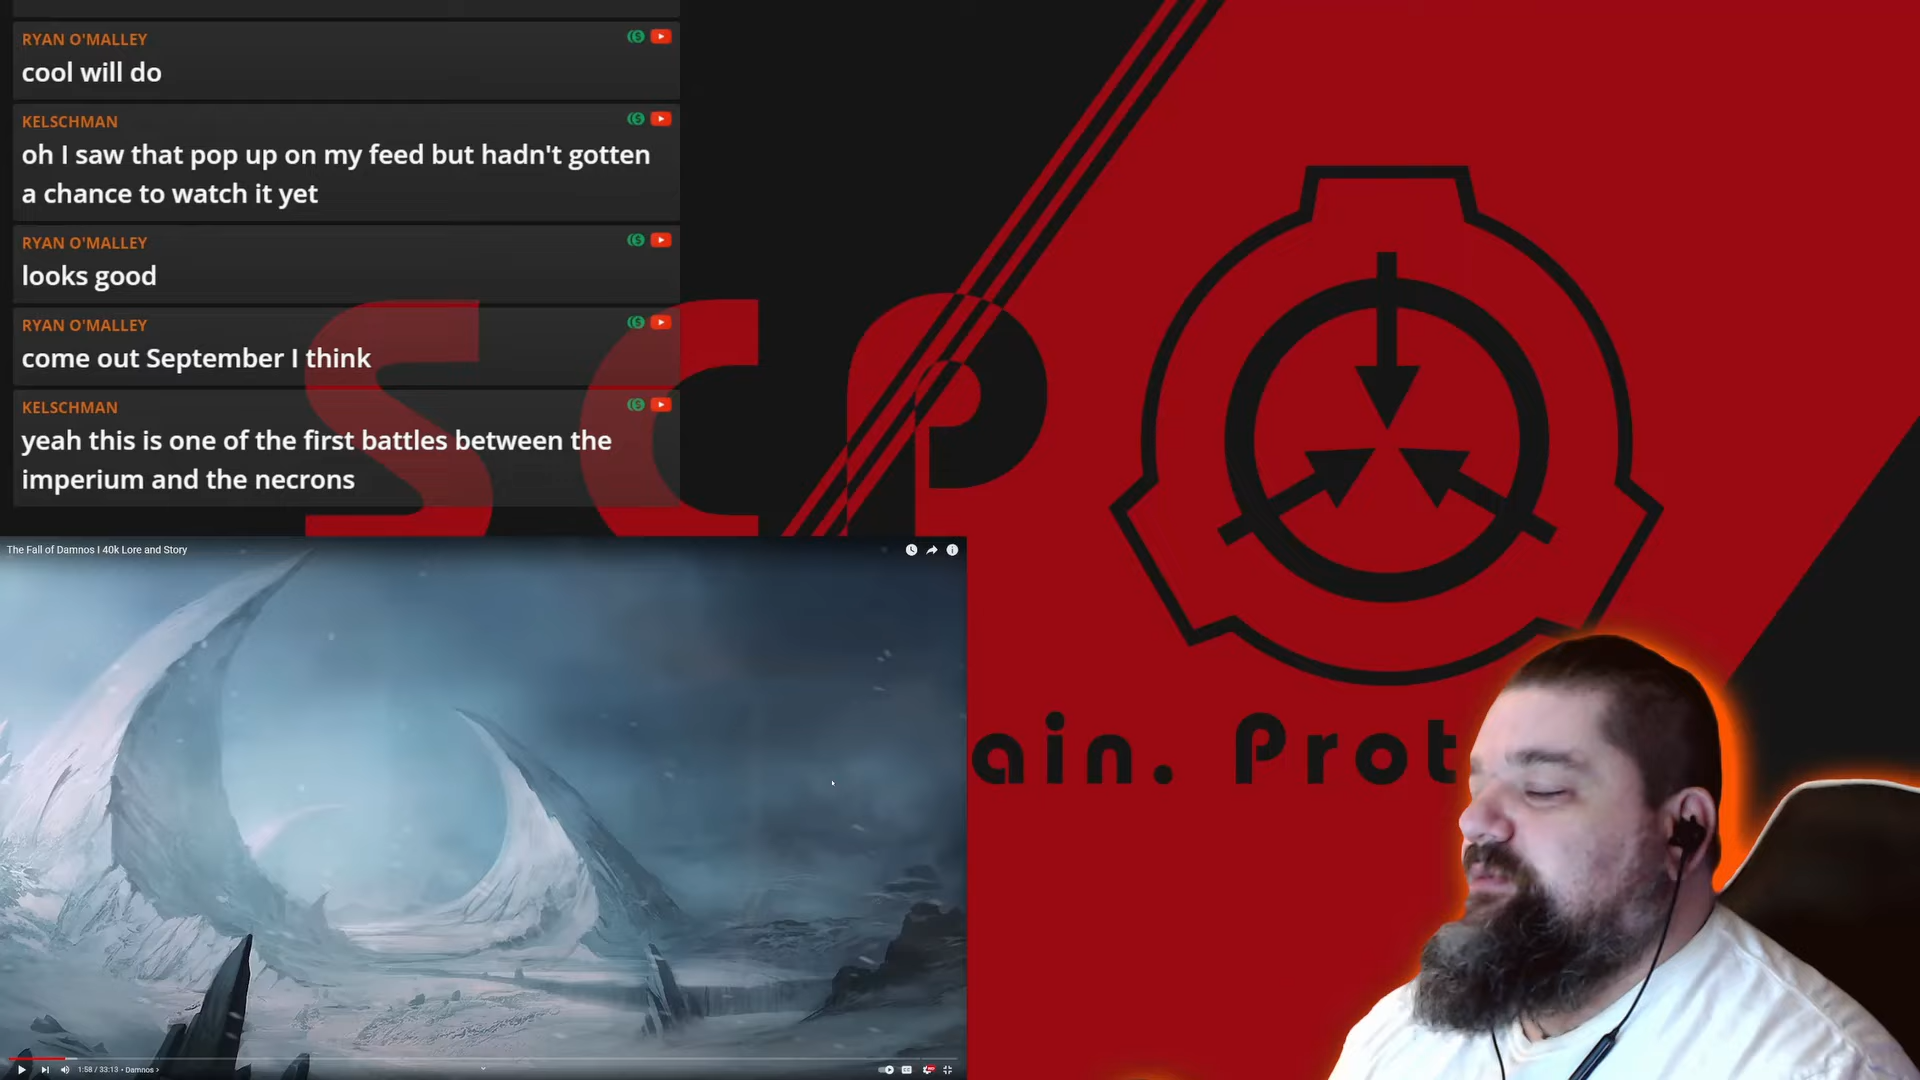 RYAN O'MALLEY
cool will do
KELSCHMAN
oh I saw that pop up on my feed but hadn't gotten
a chance to watch it yet
RYAN O'MALLEY
looks good
RYAN O'MALLEY
come out September I think
KELSCHMAN
yeah this is one of the first battles between the
imperium and the necrons
SCP
The Fall of Damnos I 40k Lore and Story
ain. Prot
1:58 / 33:13 • Damnos >